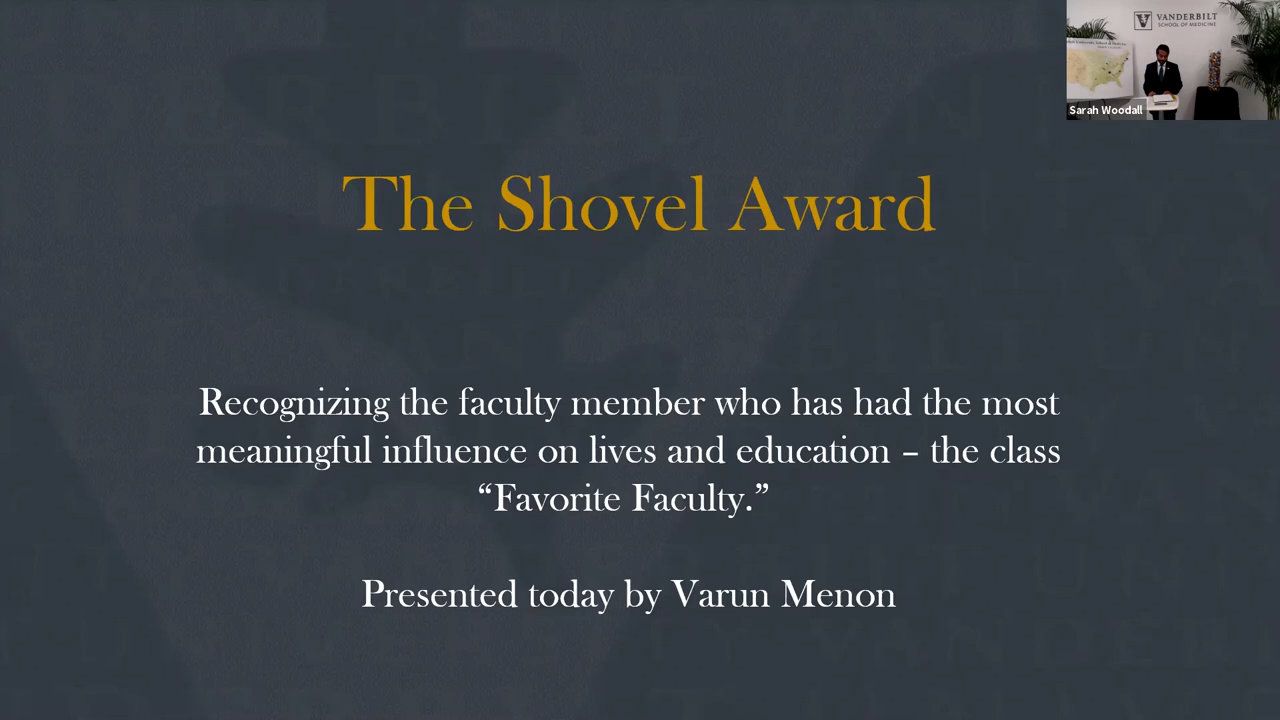 VANDERBILT
SCHOOL OF MEDICINE
Sarah Woodall
The Shovel Award
Recognizing the faculty member who has had the most
meaningful influence on lives and education – the class
“Favorite Faculty.”
Presented today by Varun Menon